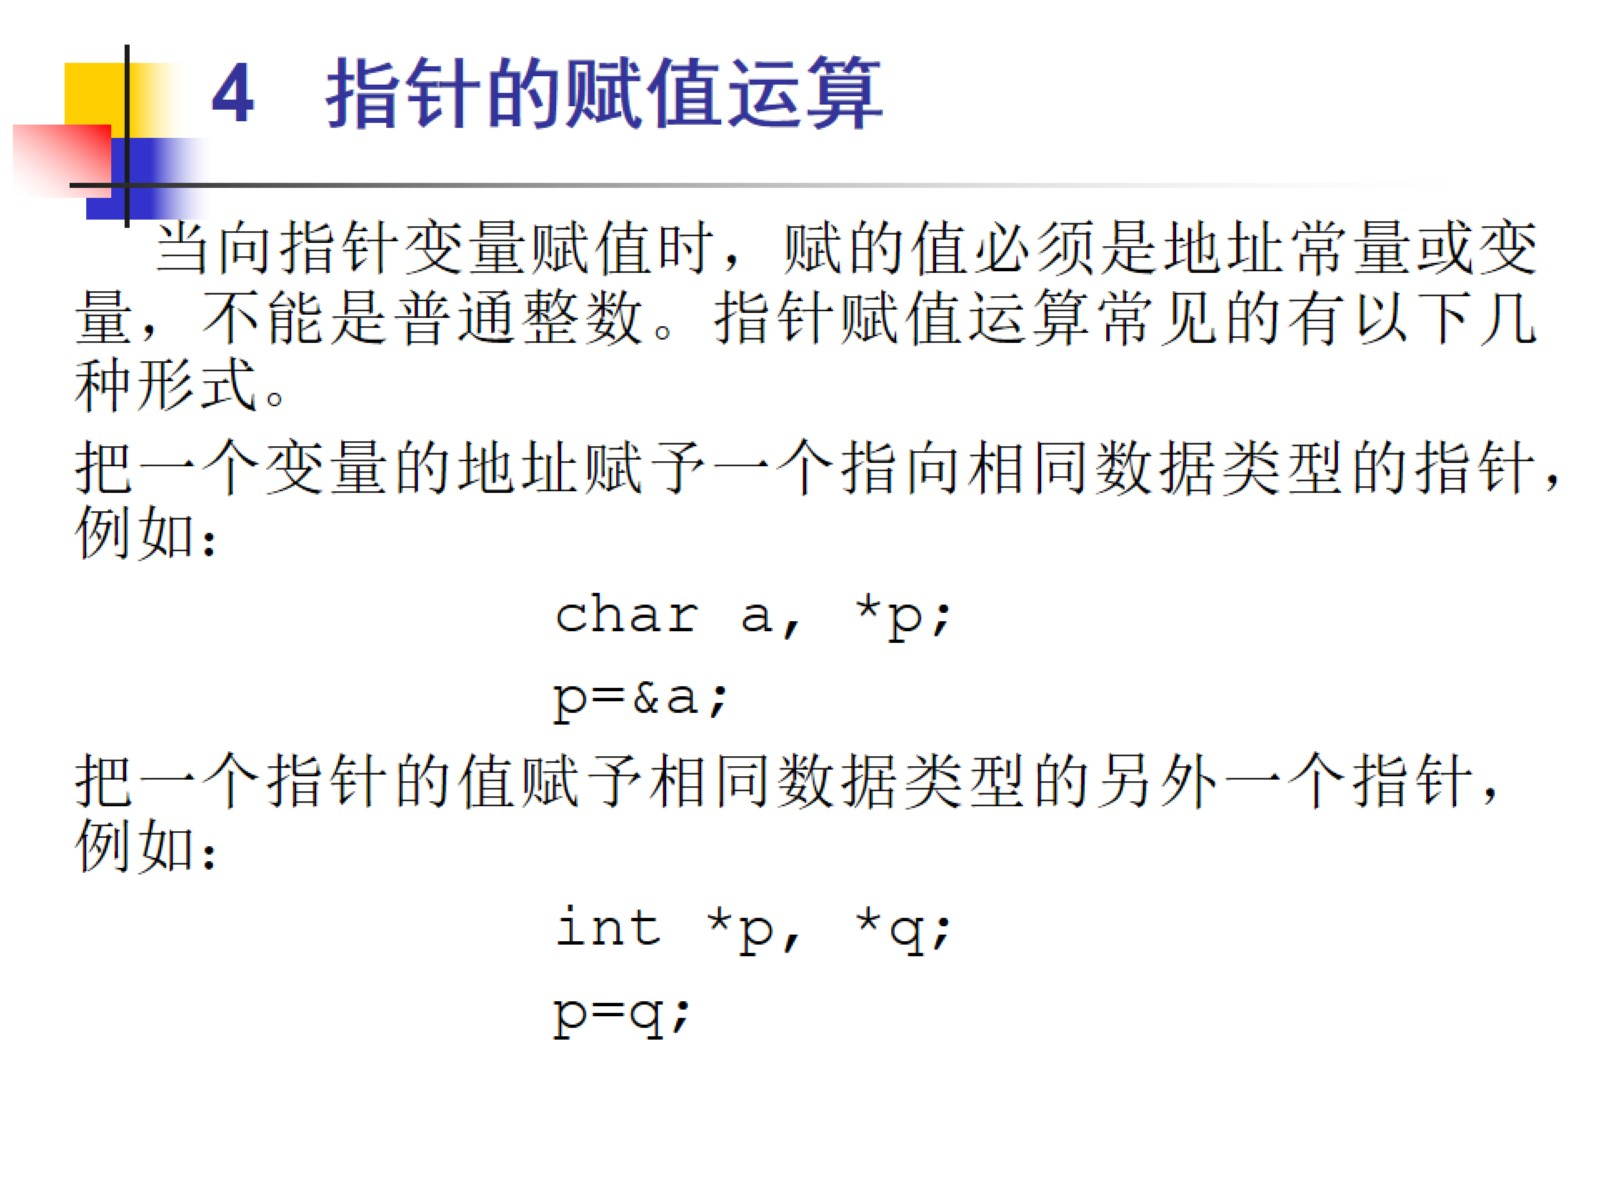 4 指针的赋值运算
当向指针变量赋值时，赋的值必须是地址常量或变
量，不能是普通整数。指针赋值运算常见的有以下几
种形式。
把一个变量的地址赋予一个指向相同数据类型的指针，
例如：
char a, *p;
p=&a;
把一个指针的值赋予相同数据类型的另外一个指针，
例如：
int *p, *q;
p=q;